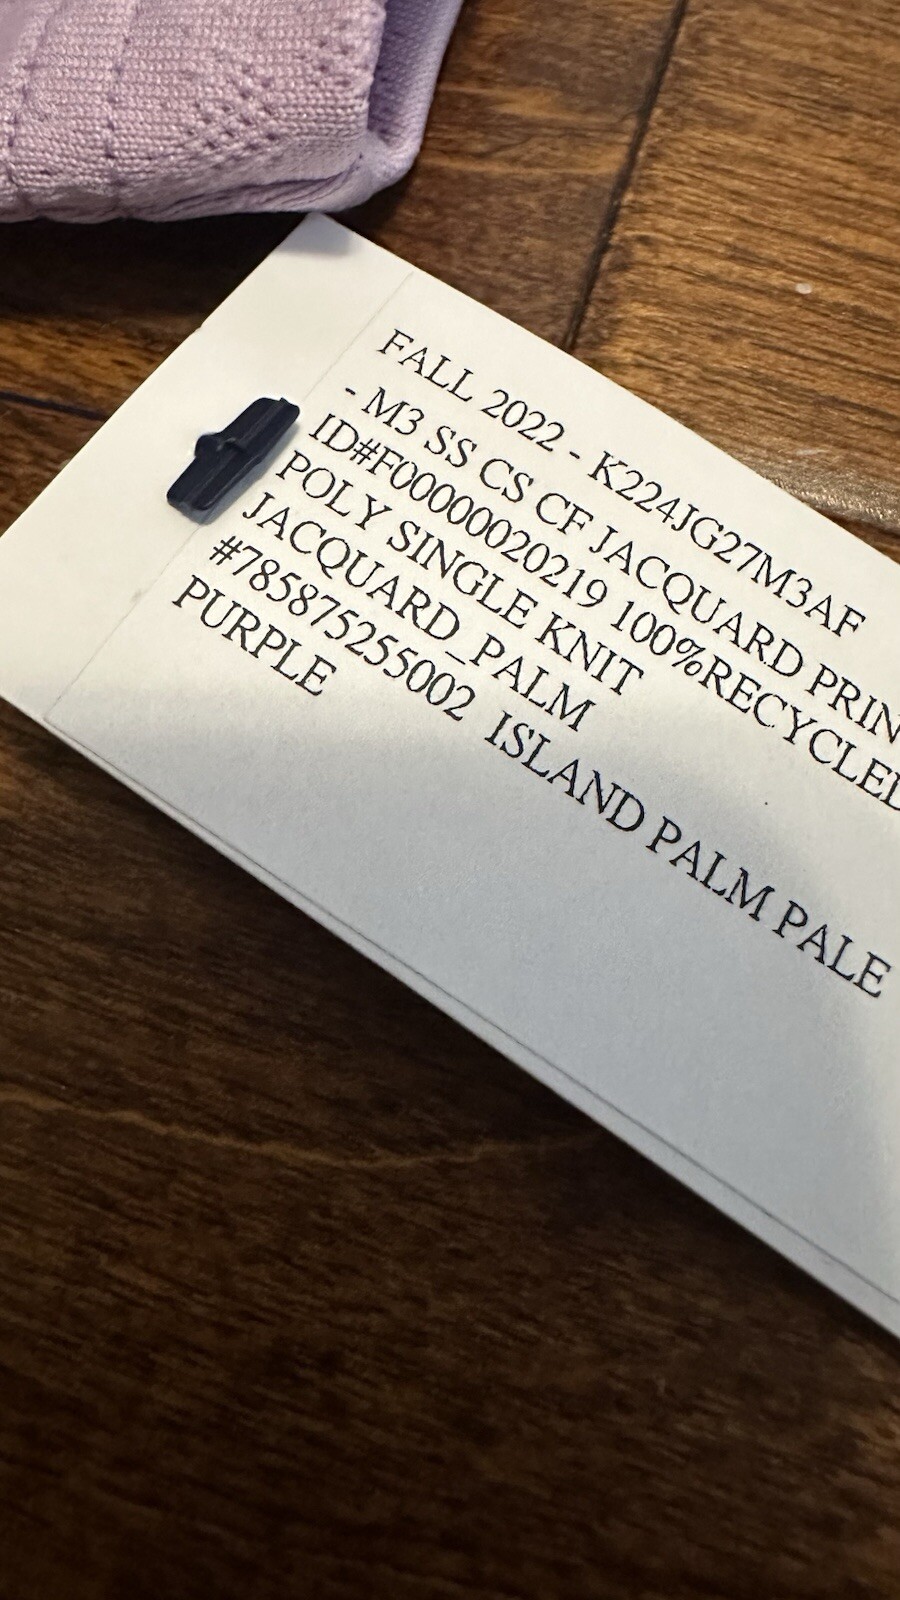 FALL 2022 - K224JG27M3AF
- M3 SS CS CF JACQUARD PRIN
ID#F00000020219 100%RECYCLED
POLY SINGLE KNIT
JACQUARD_PALM
#785875255002 ISLAND PALM PALE
PURPLE